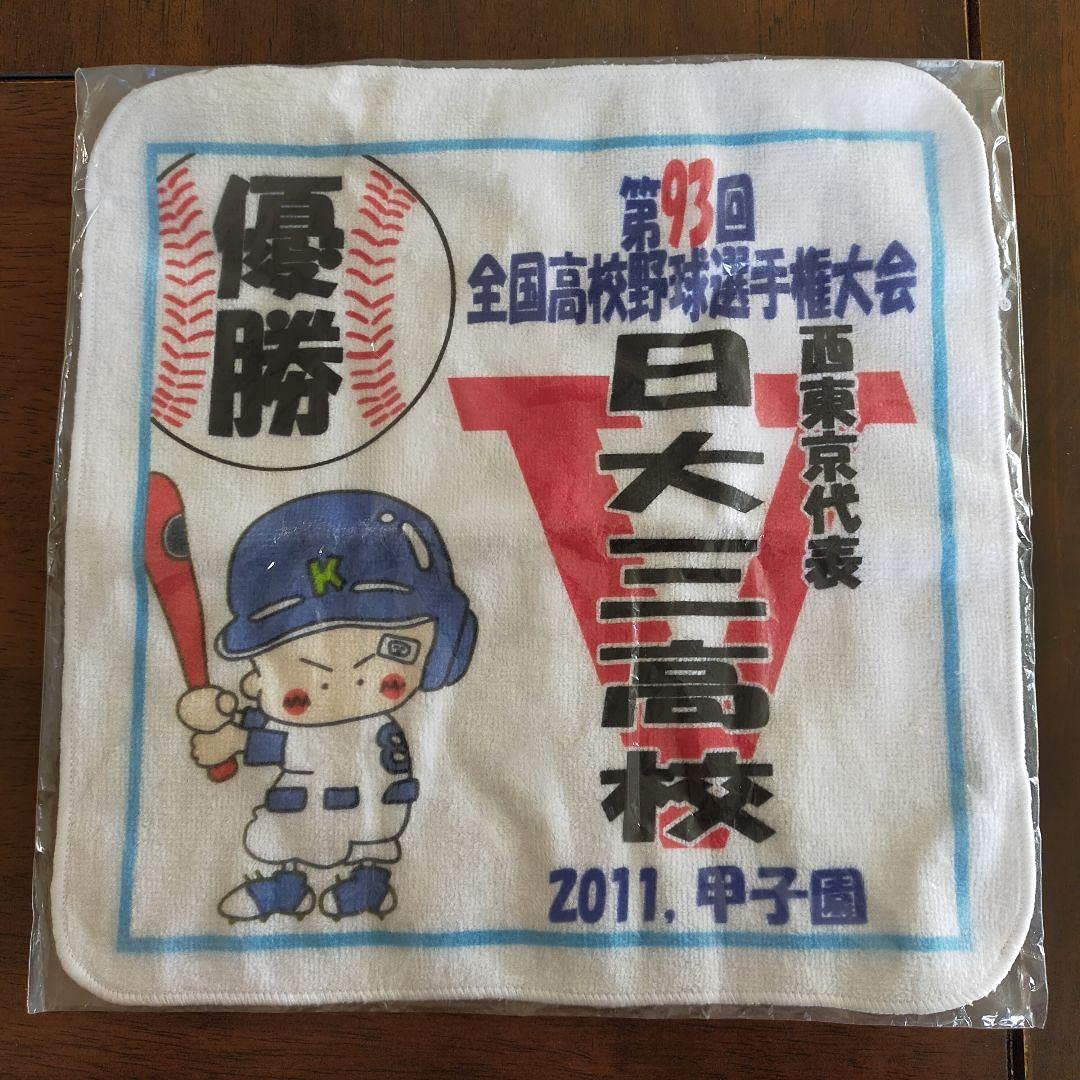 第93回
全国高校野球選手権大会
西東京代表
日大三高校
優勝
K
8
2011, 甲子園